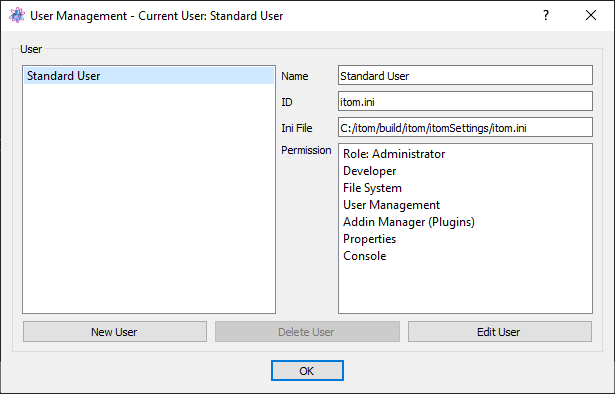 User Management - Current User: Standard User
?
User
Standard User
Name
Standard User
ID
itom.ini
Ini File
C:/itom/build/itom/itomSettings/itom.ini
Permission
Role: Administrator
Developer
File System
User Management
Addin Manager (Plugins)
Properties
Console
New User
Delete User
Edit User
OK